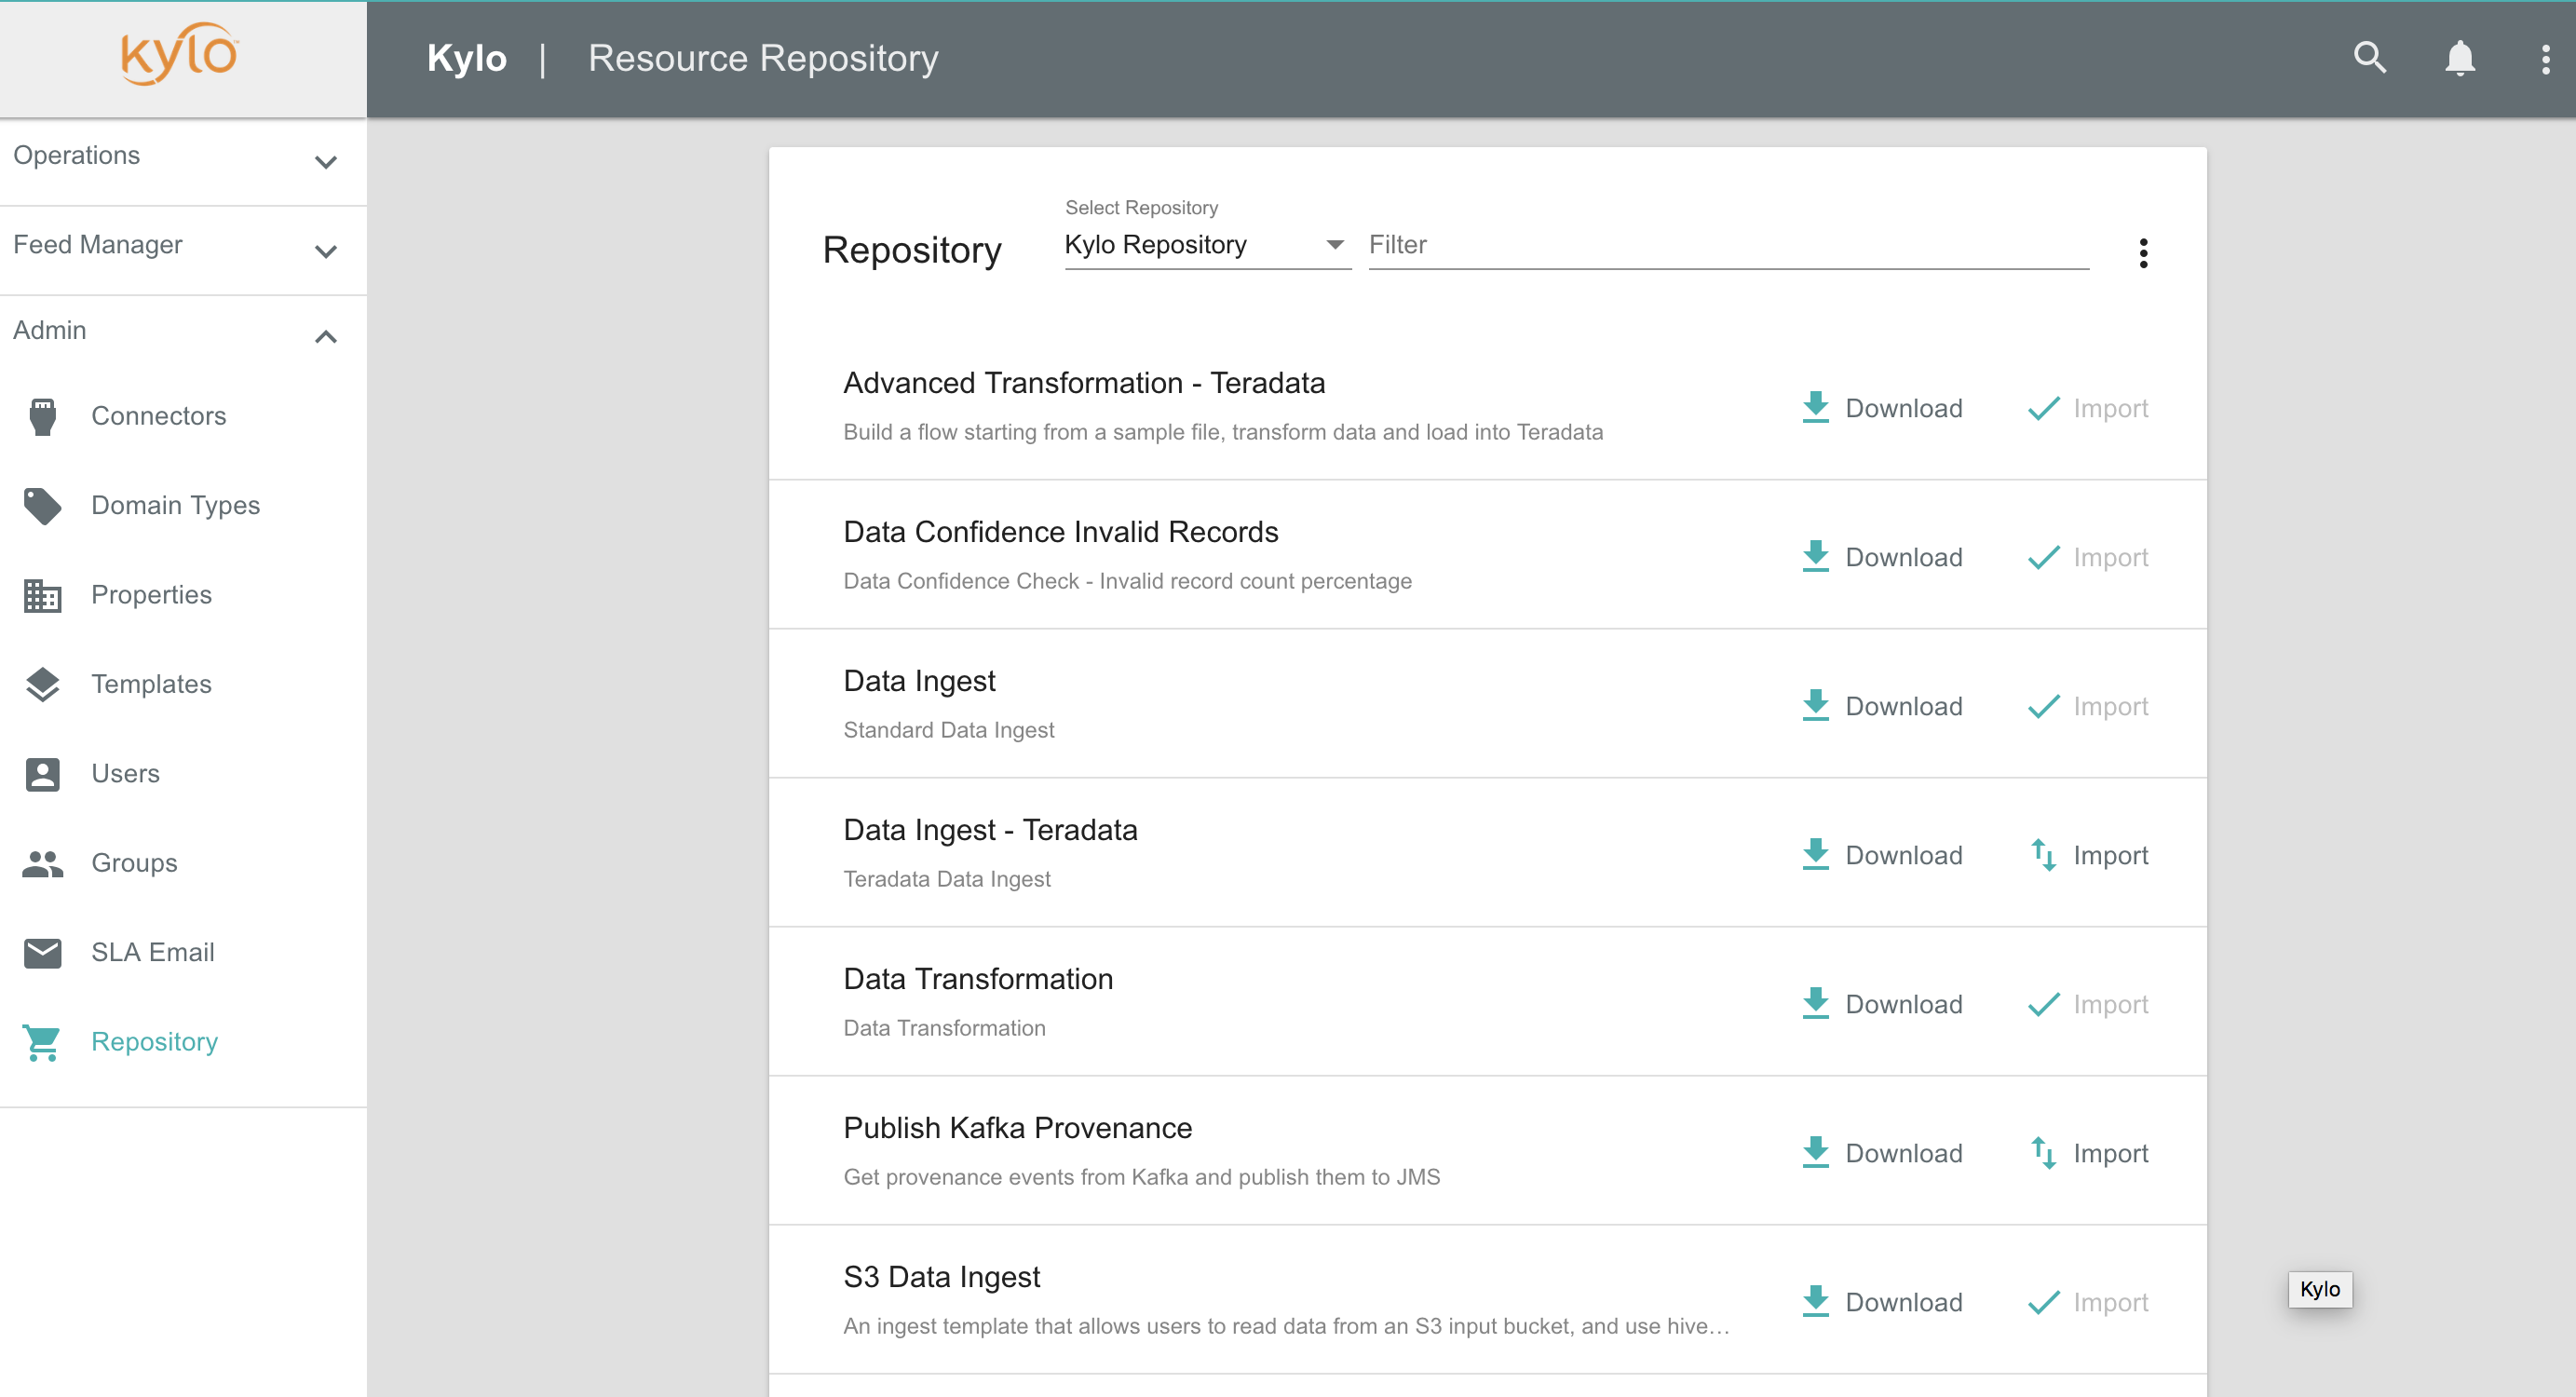 kylo
Kylo | Resource Repository
Operations
Feed Manager
Admin
Connectors
Domain Types
Properties
Templates
Users
Groups
SLA Email
Repository
Repository
Select Repository
Kylo Repository
Filter
Advanced Transformation - Teradata
Build a flow starting from a sample file, transform data and load into Teradata
Download
Import
Data Confidence Invalid Records
Data Confidence Check - Invalid record count percentage
Download
Import
Data Ingest
Standard Data Ingest
Download
Import
Data Ingest - Teradata
Teradata Data Ingest
Download
Import
Data Transformation
Data Transformation
Download
Import
Publish Kafka Provenance
Get provenance events from Kafka and publish them to JMS
Download
Import
S3 Data Ingest
An ingest template that allows users to read data from an S3 input bucket, and use hive…
Download
Import
Kylo